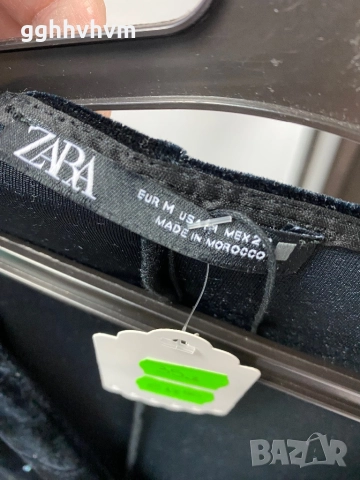 gghhvhvm
ZARA
EUR M USA M MEX 2
MADE IN MOROCCO
BAZAR